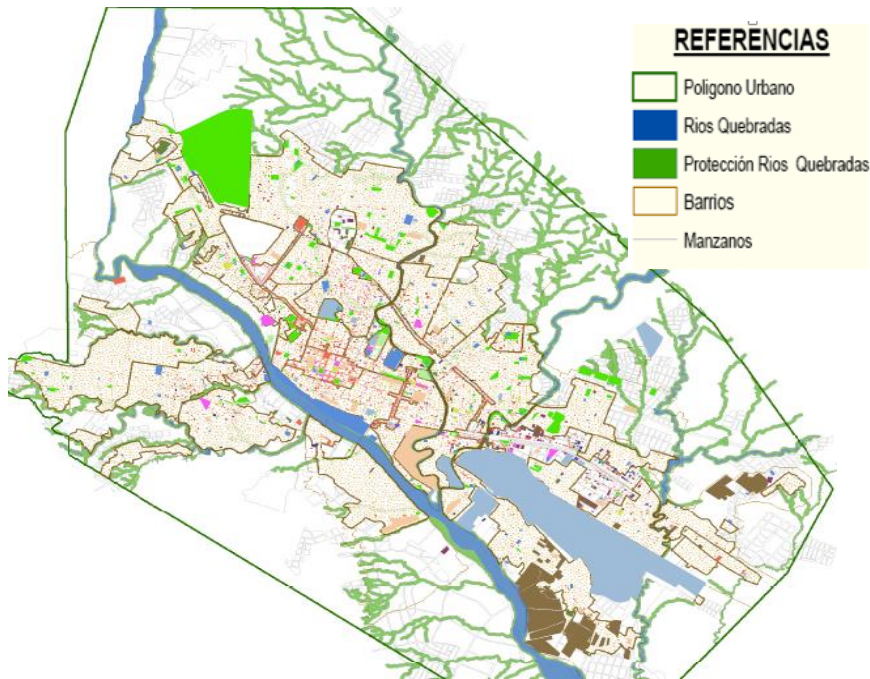 REFERENCIAS
Poligono Urbano
Rios Quebradas
Protección Rios Quebradas
Barrios
Manzanos